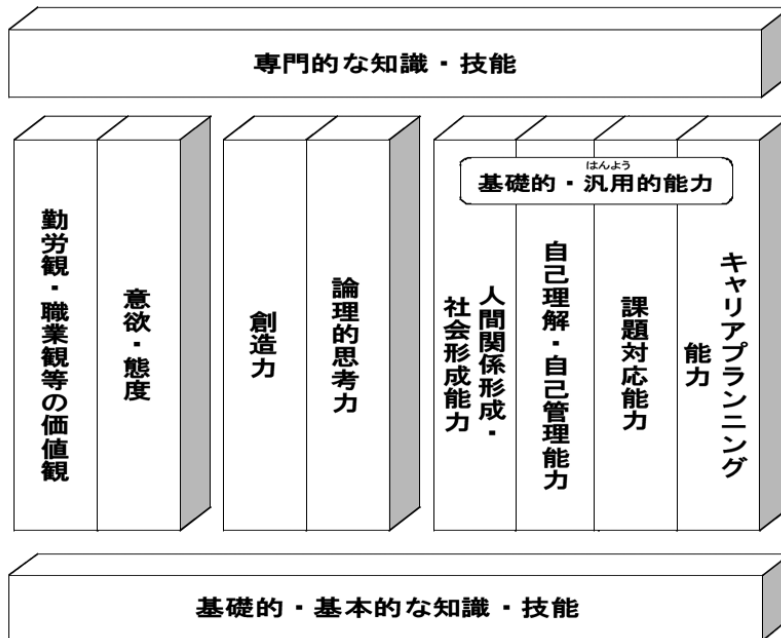 専門的な知識・技能
はんよう
基礎的・汎用的能力
勤労観・職業観等の価値観
意欲・態度
創造力
論理的思考力
人間関係形成・
社会形成能力
自己理解・自己管理能力
課題対応能力
キャリアプランニング
能力
基礎的・基本的な知識・技能